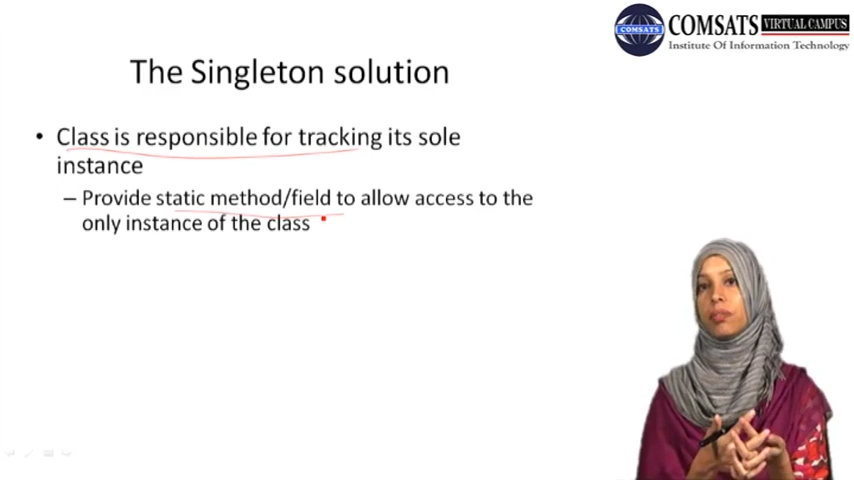 COMSATS VIRTUAL CAMPUS
COMSATS
Institute Of Information Technology
The Singleton solution
• Class is responsible for tracking its sole
instance
– Provide static method/field to allow access to the
only instance of the class